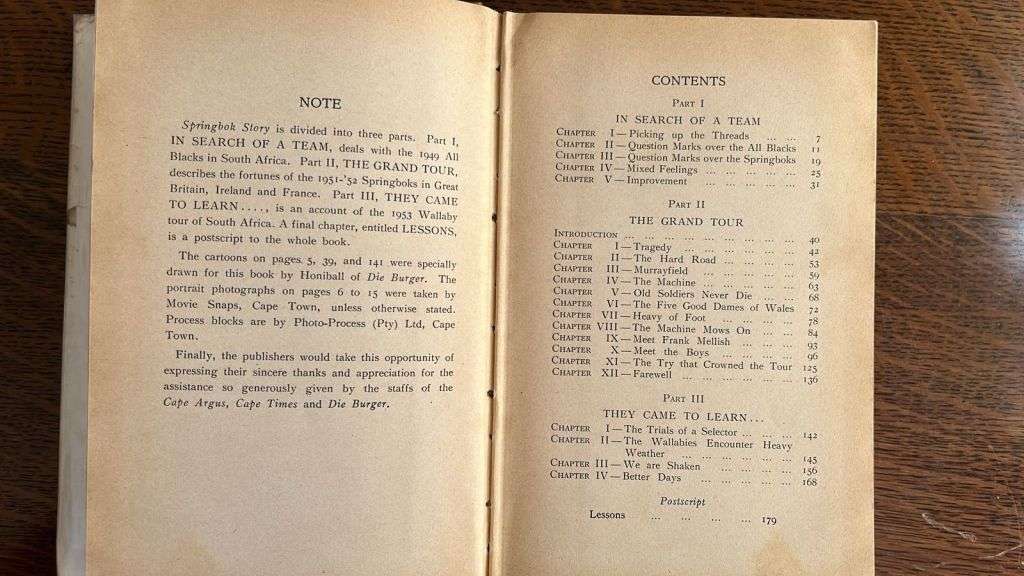 NOTE
Springbok Story is divided into three parts. Part I,
IN SEARCH OF A TEAM, deals with the 1949 All
Blacks in South Africa. Part II, THE GRAND TOUR,
describes the fortunes of the 1951-'52 Springboks in Great
Britain, Ireland and France. Part III, THEY CAME
TO LEARN...., is an account of the 1953 Wallaby
tour of South Africa. A final chapter, entitled LESSONS,
is a postscript to the whole book.
The cartoons on pages 5, 39, and 141 were specially
drawn for this book by Honiball of Die Burger. The
portrait photographs on pages 6 to 15 were taken by
Movie Snaps, Cape Town, unless otherwise stated.
Process blocks are by Photo-Process (Pty) Ltd, Cape
Town.
Finally, the publishers would take this opportunity of
expressing their sincere thanks and appreciation for the
assistance so generously given by the staffs of the
Cape Argus, Cape Times and Die Burger.
CONTENTS
PART I
IN SEARCH OF A TEAM
CHAPTER I—Picking up the Threads ... ... 7
CHAPTER II—Question Marks over the All Blacks 11
CHAPTER III—Question Marks over the Springboks 19
CHAPTER IV—Mixed Feelings ... ... ... ... 25
CHAPTER V—Improvement ... ... ... ... 31
PART II
THE GRAND TOUR
INTRODUCTION ... ... ... ... ... ... ... 40
CHAPTER I—Tragedy ... ... ... ... ... 42
CHAPTER II—The Hard Road ... ... ... ... 53
CHAPTER III—Murrayfield ... ... ... ... 59
CHAPTER IV—The Machine ... ... ... ... 63
CHAPTER V—Old Soldiers Never Die ... ... 68
CHAPTER VI—The Five Good Dames of Wales 72
CHAPTER VII—Heavy of Foot ... ... ... ... 78
CHAPTER VIII—The Machine Mows On ... ... 84
CHAPTER IX—Meet Frank Mellish ... ... ... 93
CHAPTER X—Meet the Boys ... ... ... ... 96
CHAPTER XI—The Try that Crowned the Tour 125
CHAPTER XII—Farewell ... ... ... ... ... 136
PART III
THEY CAME TO LEARN...
CHAPTER I—The Trials of a Selector ... ... ... 142
CHAPTER II—The Wallabies Encounter Heavy
Weather ... ... ... ... ... ... 145
CHAPTER III—We are Shaken ... ... ... ... 156
CHAPTER IV—Better Days ... ... ... ... 168
Postscript
Lessons ... ... ... ... 179